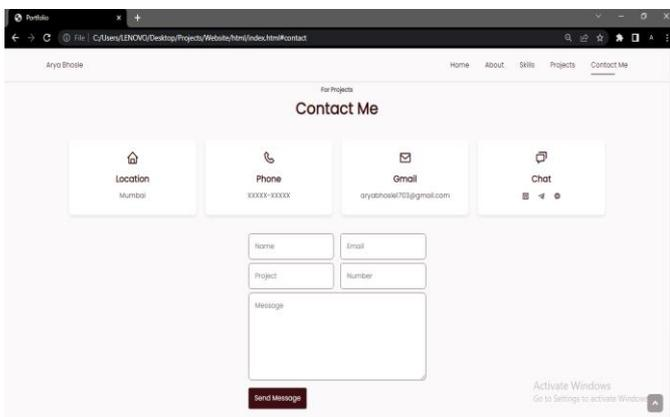 Portfolio
File | C:/Users/LENOVO/Desktop/Projects/Website/html/index.html#contact
Arya Bhosle Home About Skills Projects Contact Me
For Projects
Contact Me
Location Phone Gmail Chat
Mumbai XXXXX-XXXXX aryabhosle1703@gmail.com
Name Email
Project Number
Message
Send Message
Activate Windows
Go to Settings to activate Windows